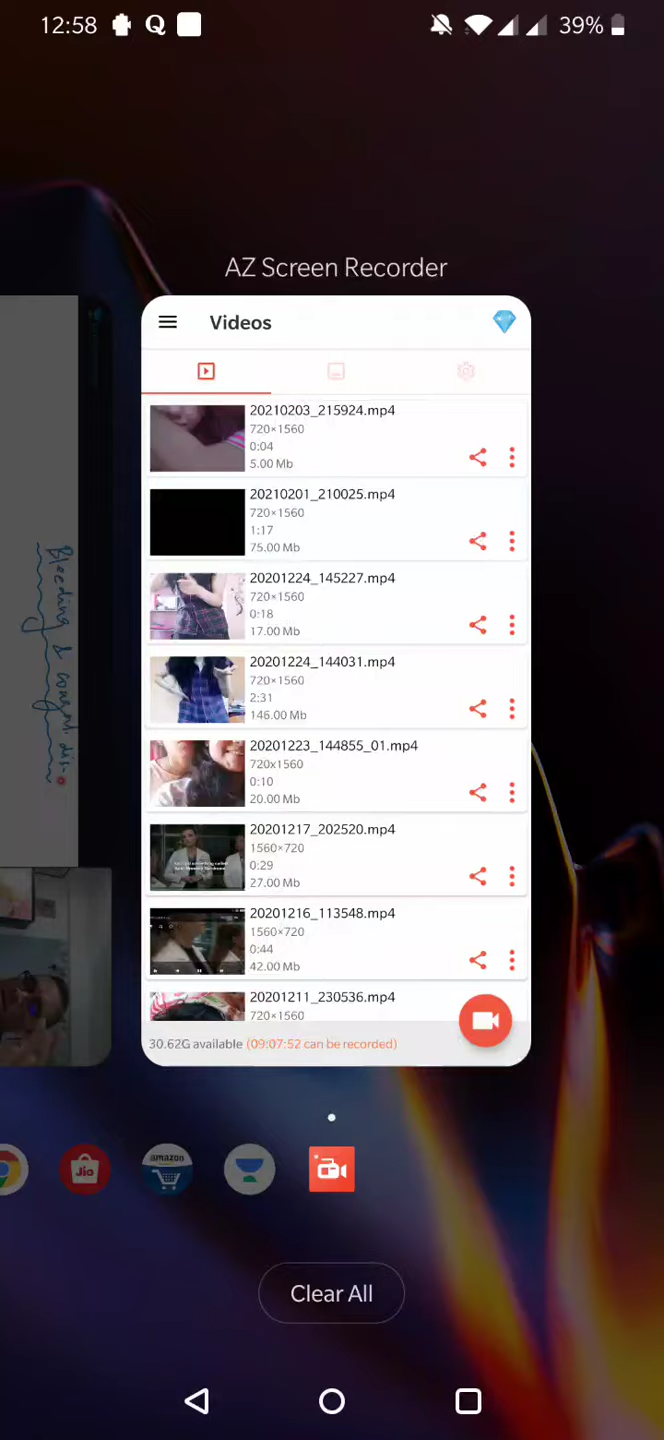 12:58
39%
AZ Screen Recorder
Videos
20210203_215924.mp4
720×1560
0:04
5.00 Mb
20210201_210025.mp4
720×1560
1:17
75.00 Mb
20201224_145227.mp4
720×1560
0:18
17.00 Mb
20201224_144031.mp4
720×1560
2:31
146.00 Mb
20201223_144855_01.mp4
720x1560
0:10
20.00 Mb
20201217_202520.mp4
1560×720
0:29
27.00 Mb
20201216_113548.mp4
1560×720
0:44
42.00 Mb
20201211_230536.mp4
720×1560
30.62G available (09:07:52 can be recorded)
Bleeding &
Jio
amazon
Clear All